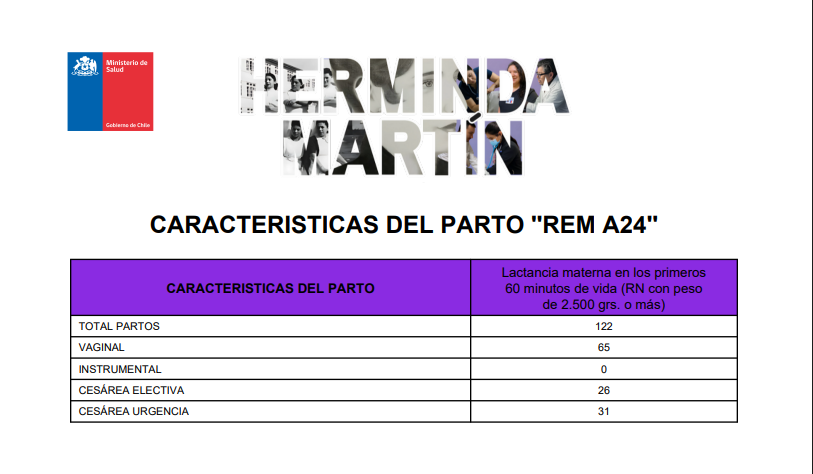 Ministerio de
Salud
Gobierno de Chile
HERMINDA
MARTÍN
CARACTERISTICAS DEL PARTO "REM A24"
CARACTERISTICAS DEL PARTO
Lactancia materna en los primeros
60 minutos de vida (RN con peso
de 2.500 grs. o más)
TOTAL PARTOS 122
VAGINAL 65
INSTRUMENTAL 0
CESÁREA ELECTIVA 26
CESÁREA URGENCIA 31